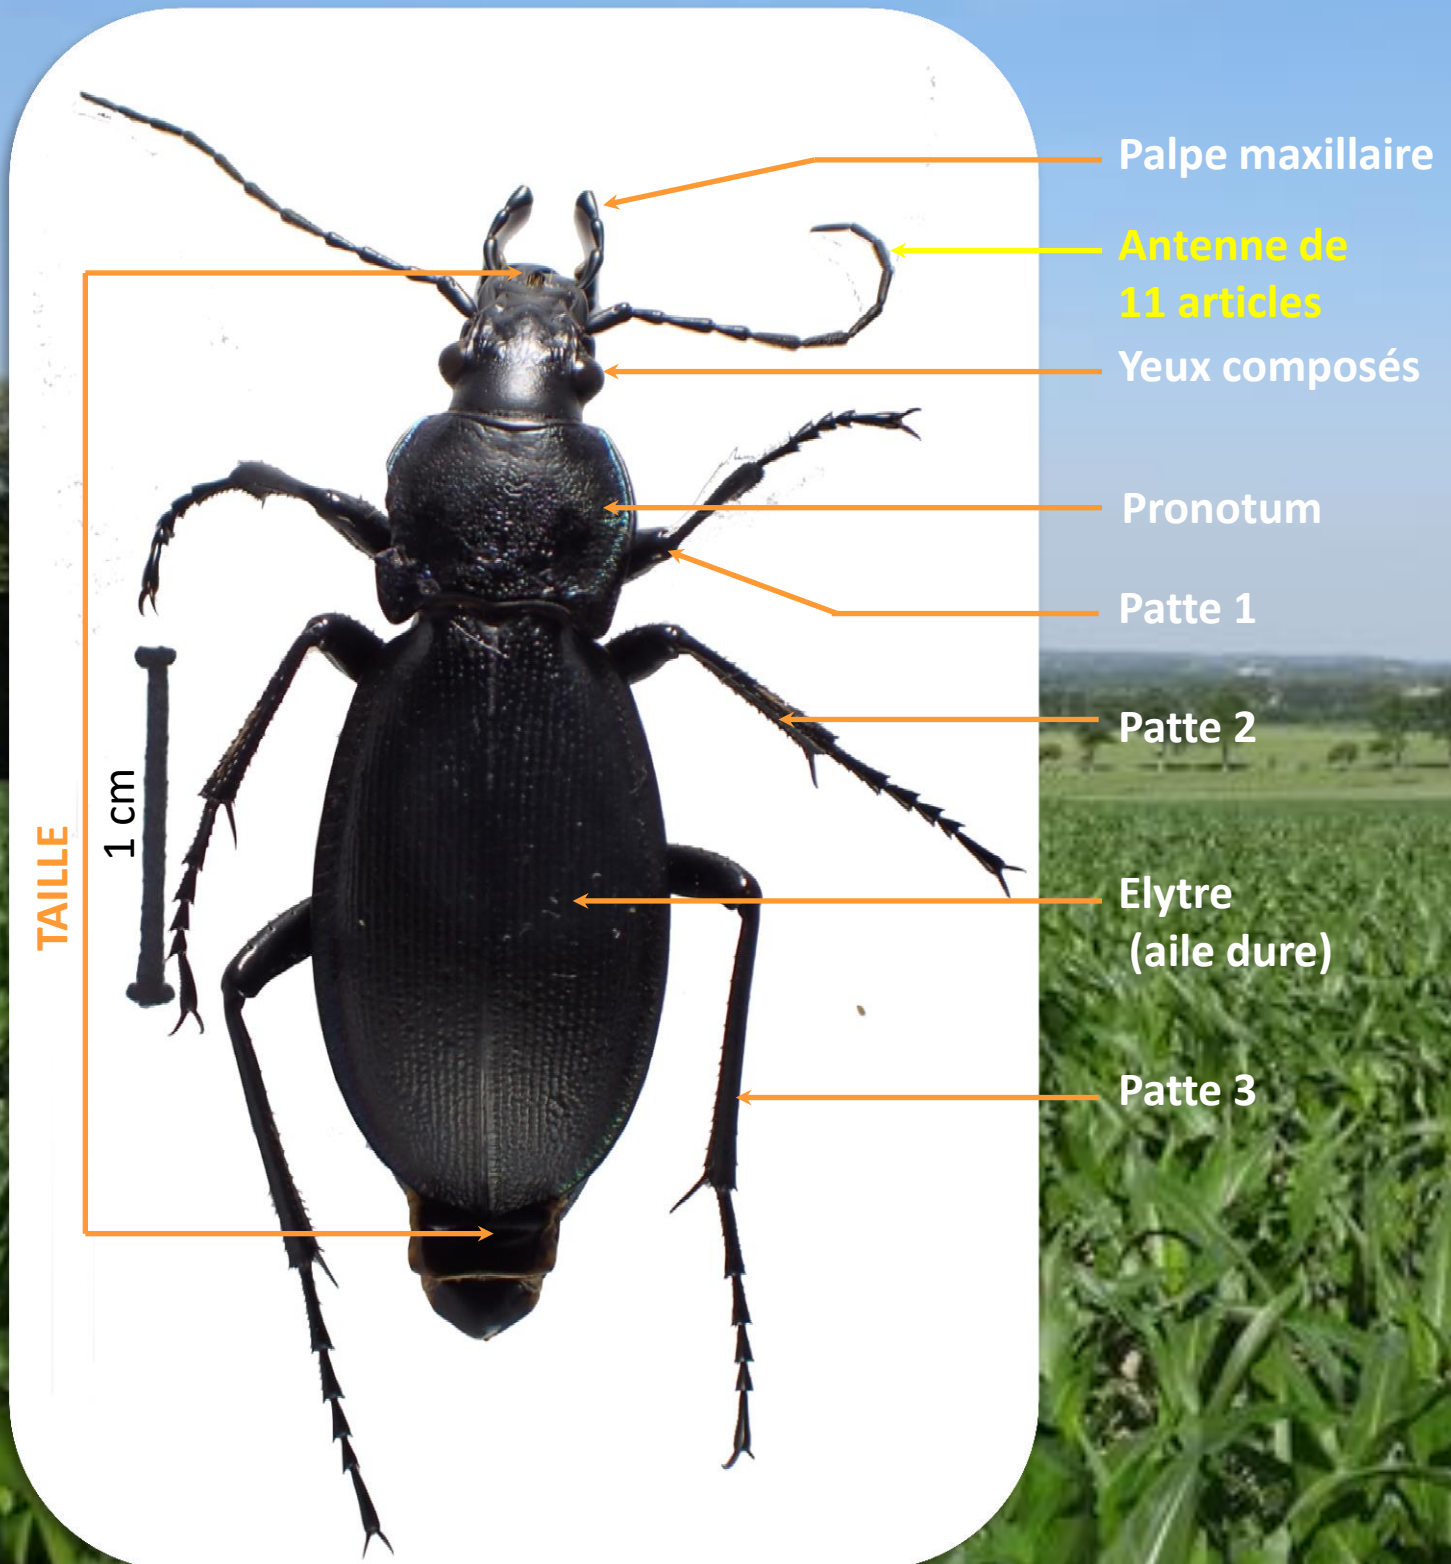 Palpe maxillaire
Antenne de
11 articles
Yeux composés
Pronotum
Patte 1
Patte 2
Elytre
(aile dure)
Patte 3
TAILLE
1 cm